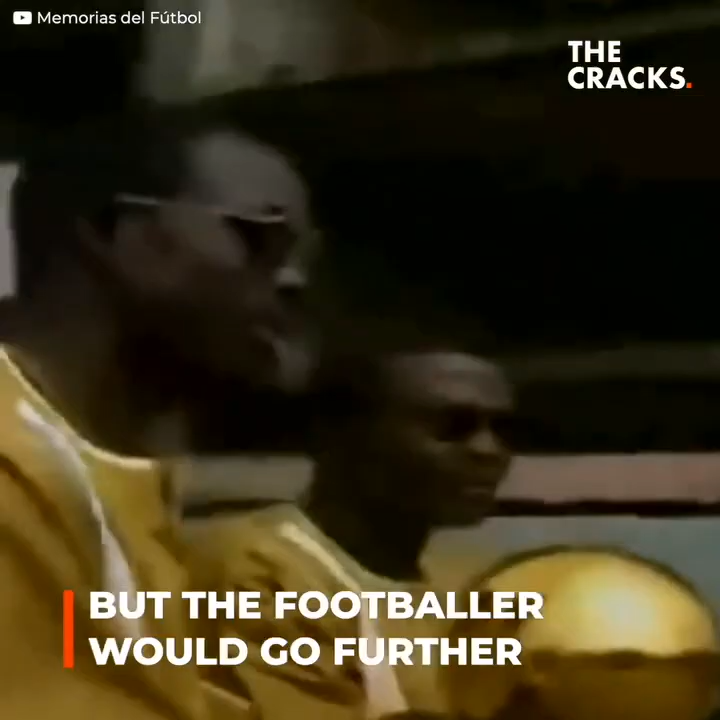 Memorias del Fútbol
THE
CRACKS.
BUT THE FOOTBALLER
WOULD GO FURTHER